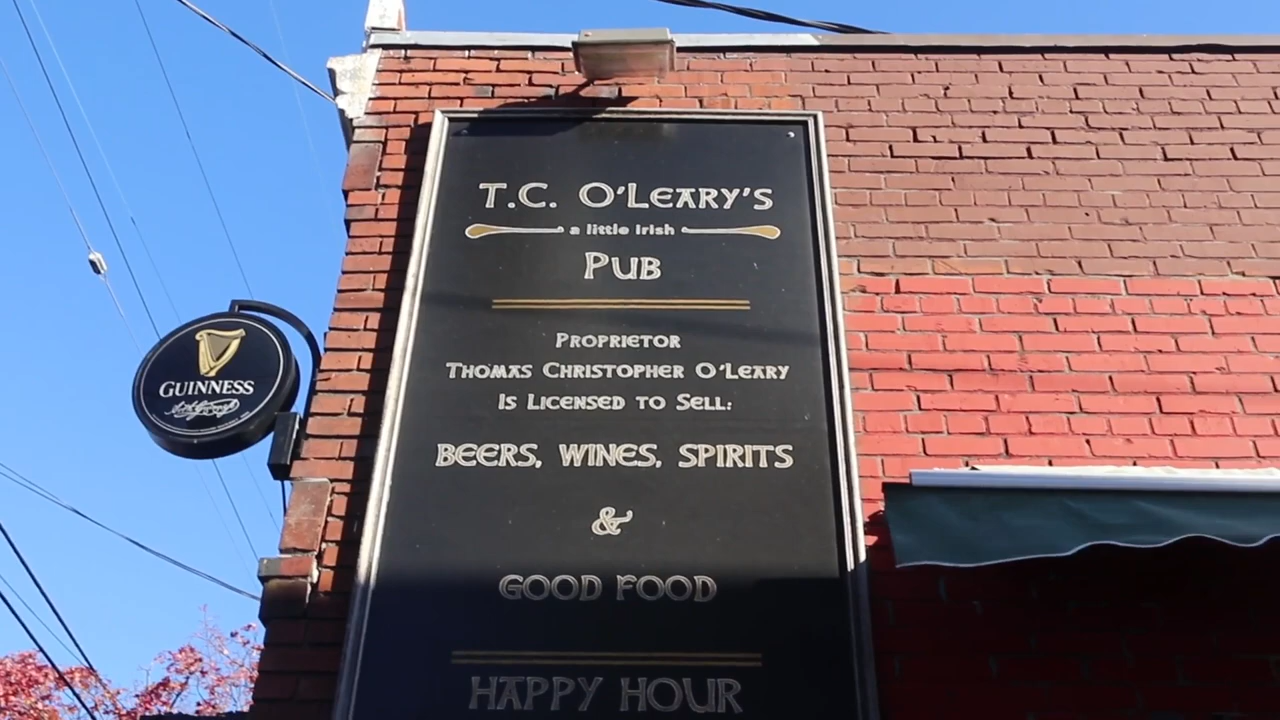 T.C. O'LEARY'S
a little irish
PUB
PROPRIETOR
THOMAS CHRISTOPHER O'LEARY
IS LICENSED TO SELL:
BEERS, WINES, SPIRITS
&
GOOD FOOD
HAPPY HOUR
GUINNESS